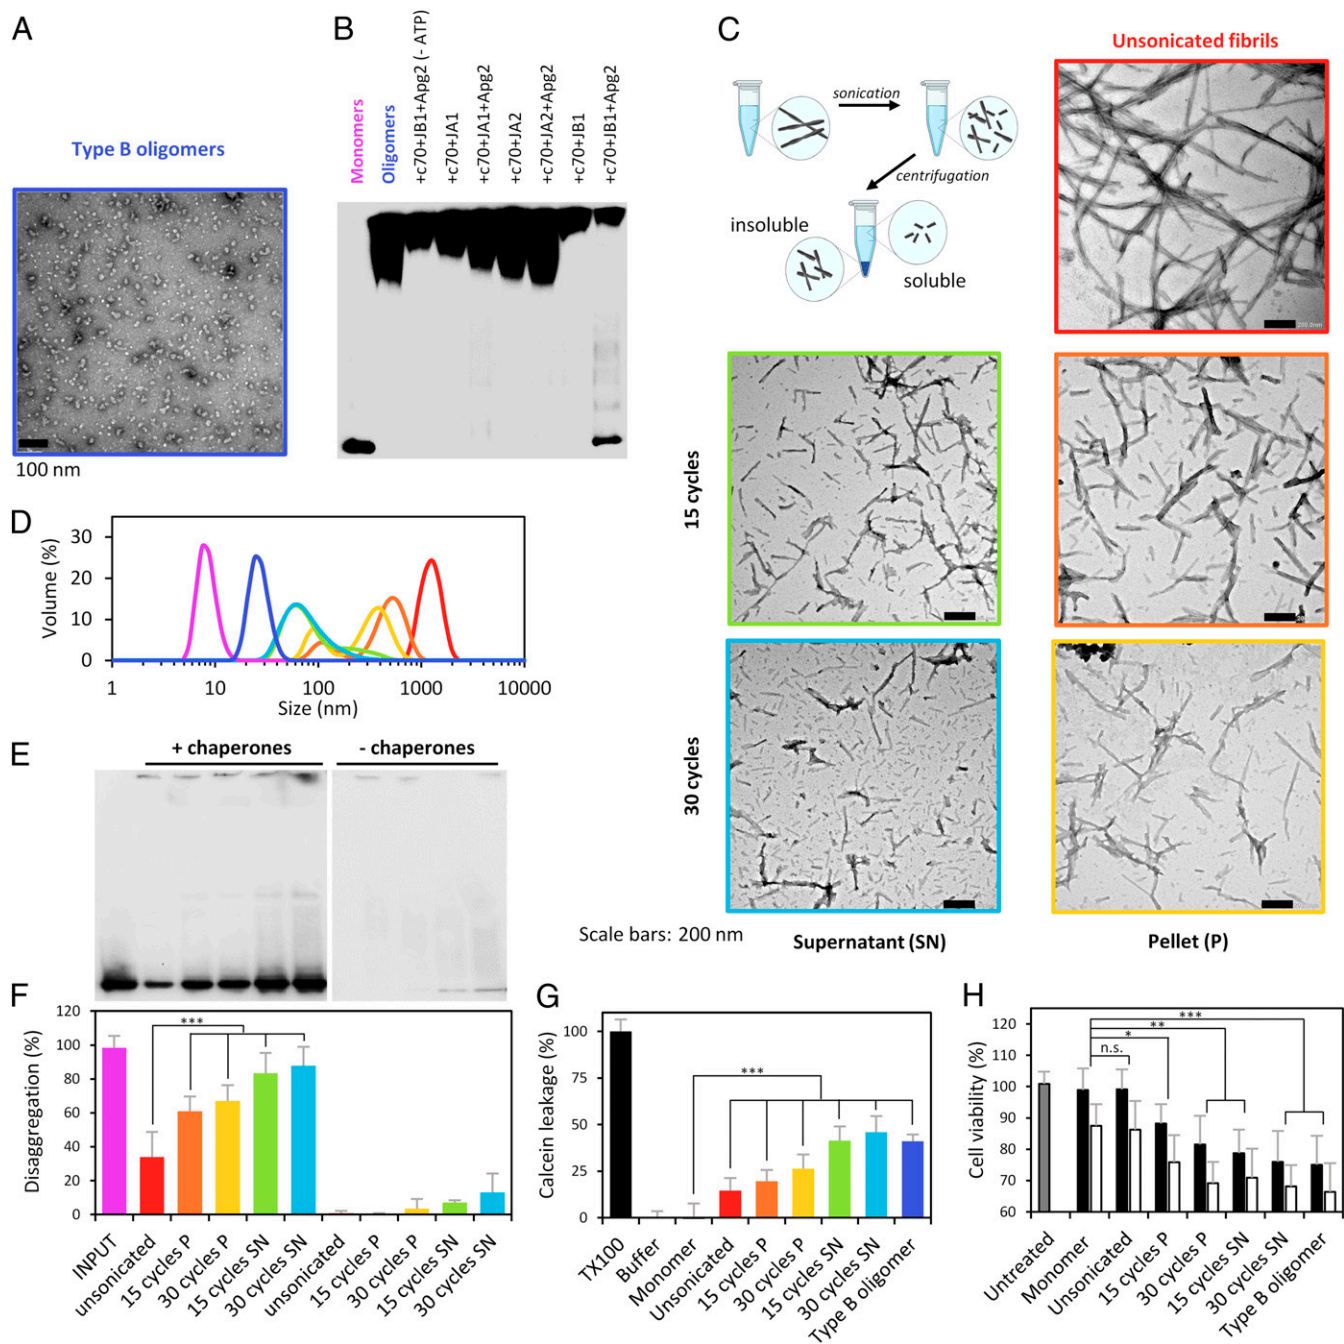 A
Type B oligomers
100 nm
B
Monomers
Oligomers
+c70+JB1+Apg2 (- ATP)
+c70+JA1
+c70+JA1+Apg2
+c70+JA2
+c70+JA2+Apg2
+c70+JB1
+c70+JB1+Apg2
C
sonication
centrifugation
insoluble
soluble
Unsonicated fibrils
200.0nm
15 cycles
30 cycles
Scale bars: 200 nm
Supernatant (SN)
Pellet (P)
D
Volume (%)
30
20
10
0
1
10
100
1000
10000
Size (nm)
E
+ chaperones
- chaperones
F
Disaggregation (%)
120
100
80
60
40
20
0
***
INPUT
unsonicated
15 cycles P
30 cycles P
15 cycles SN
30 cycles SN
unsonicated
15 cycles P
30 cycles P
15 cycles SN
30 cycles SN
G
Calcein leakage (%)
100
75
50
25
0
***
TX100
Buffer
Monomer
Unsonicated
15 cycles P
30 cycles P
15 cycles SN
30 cycles SN
Type B oligomer
H
Cell viability (%)
120
110
100
90
80
70
60
***
**
*
n.s.
Untreated
Monomer
Unsonicated
15 cycles P
30 cycles P
15 cycles SN
30 cycles SN
Type B oligomer